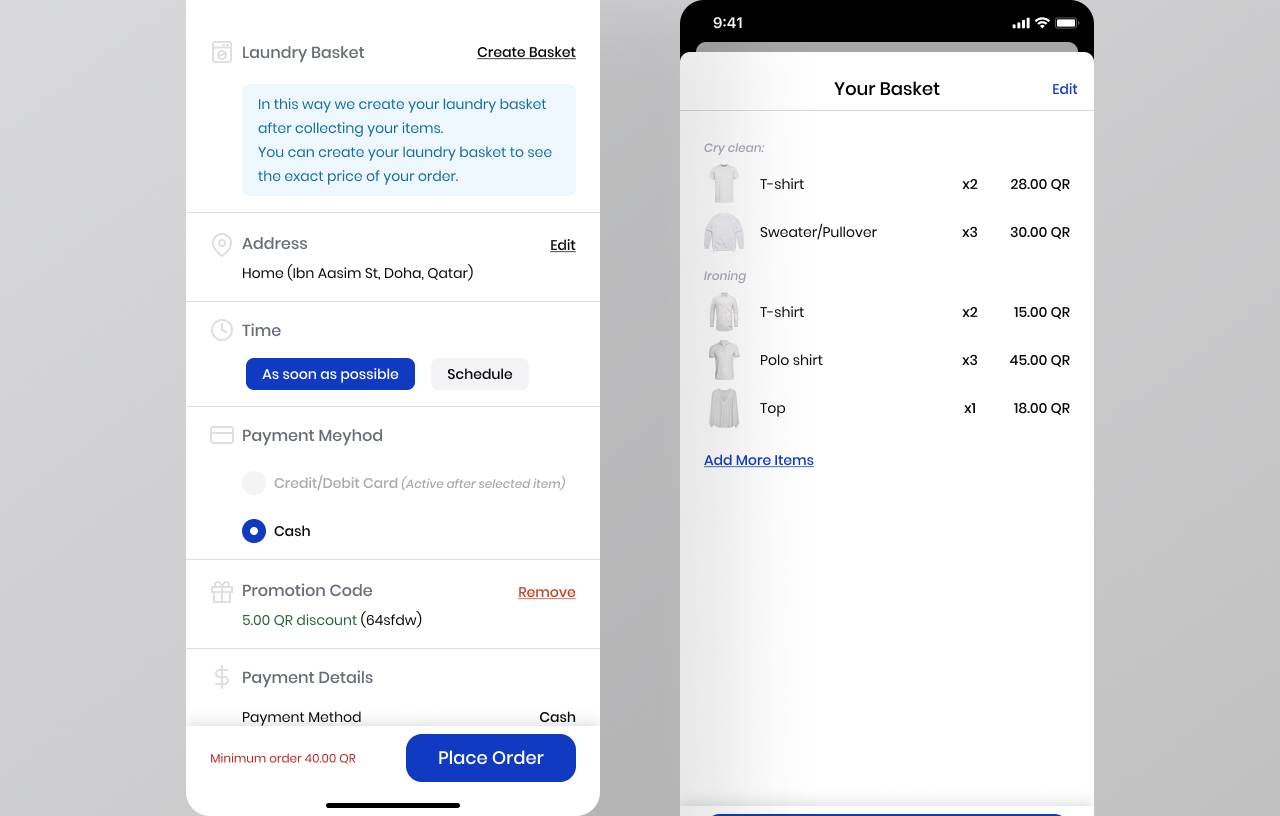 Laundry Basket Create Basket
In this way we create your laundry basket
after collecting your items.
You can create your laundry basket to see
the exact price of your order.
Address Edit
Home (Ibn Aasim St, Doha, Qatar)
Time
As soon as possible Schedule
Payment Meyhod
Credit/Debit Card (Active after selected item)
Cash
Promotion Code Remove
5.00 QR discount (64sfdw)
Payment Details
Payment Method Cash
Minimum order 40.00 QR Place Order
9:41
Your Basket Edit
Cry clean:
T-shirt x2 28.00 QR
Sweater/Pullover x3 30.00 QR
Ironing
T-shirt x2 15.00 QR
Polo shirt x3 45.00 QR
Top x1 18.00 QR
Add More Items